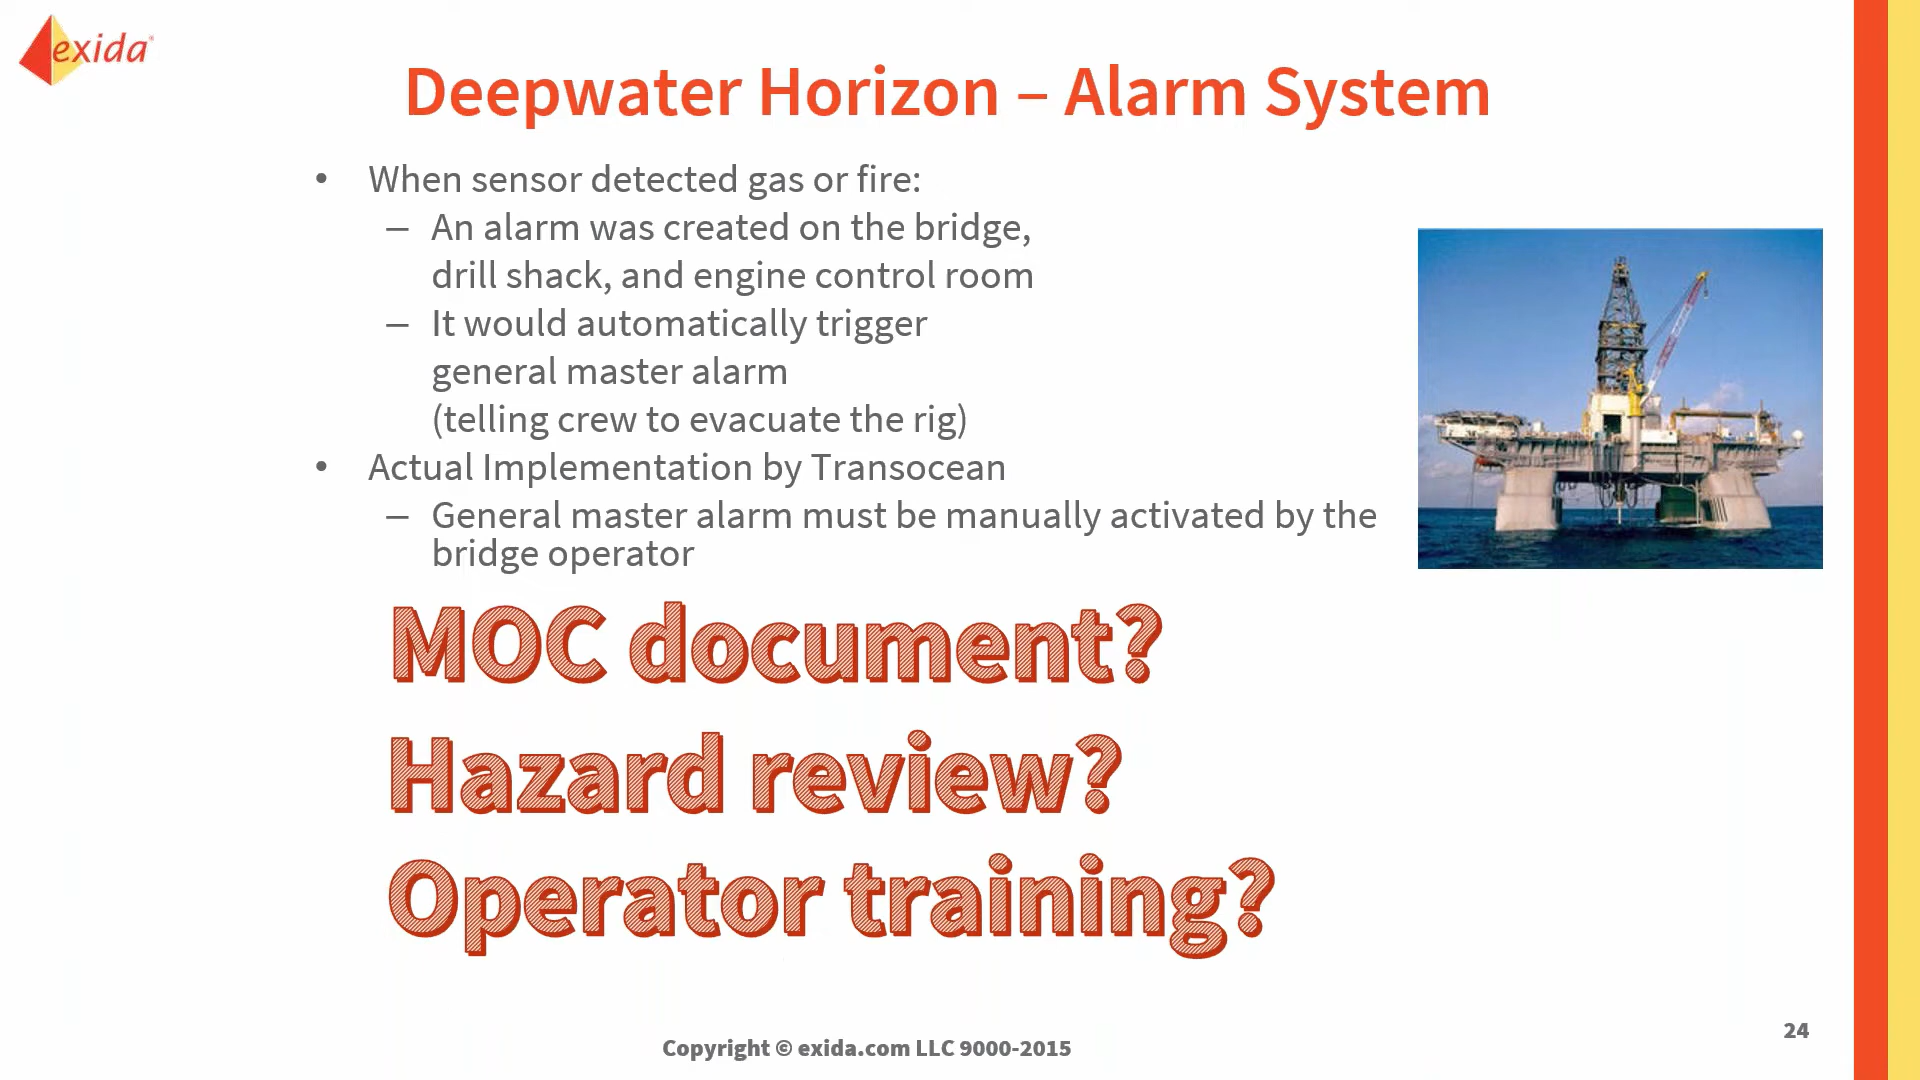 exida
Deepwater Horizon – Alarm System
• When sensor detected gas or fire:
– An alarm was created on the bridge,
drill shack, and engine control room
– It would automatically trigger
general master alarm
(telling crew to evacuate the rig)
• Actual Implementation by Transocean
– General master alarm must be manually activated by the
bridge operator
MOC document?
Hazard review?
Operator training?
24
Copyright © exida.com LLC 9000-2015